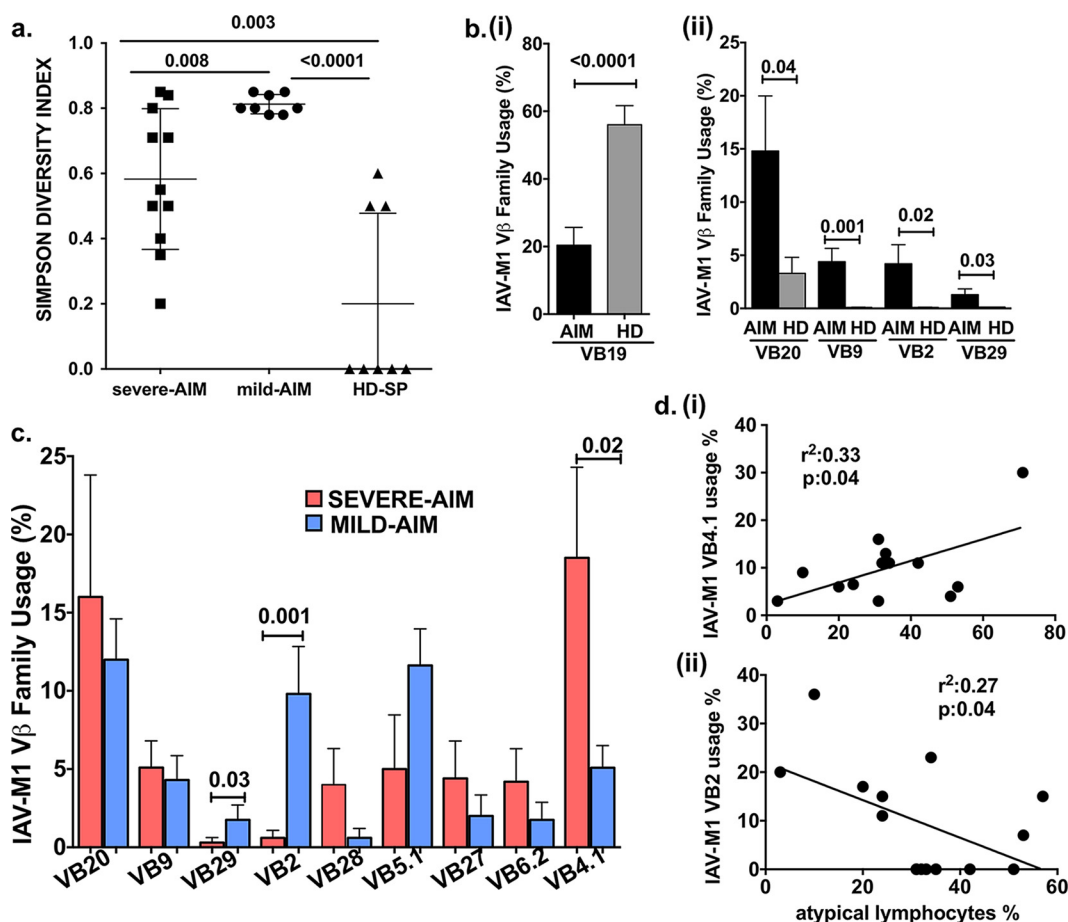 a.
0.003
0.008
<0.0001
SIMPSON DIVERSITY INDEX
1.0
0.8
0.6
0.4
0.2
0.0
severe-AIM mild-AIM HD-SP
b.(i)
IAV-M1 Vβ Family Usage (%)
80
60
40
20
0
<0.0001
AIM HD
VB19
(ii)
IAV-M1 Vβ Family Usage (%)
25
20
15
10
5
0
0.04
0.001
0.02
0.03
AIM HD AIM HD AIM HD AIM HD
VB20 VB9 VB2 VB29
c.
IAV-M1 Vβ Family Usage (%)
25
20
15
10
5
0
SEVERE-AIM
MILD-AIM
0.03
0.001
0.02
VB20 VB9 VB29 VB2 VB28 VB5.1 VB27 VB6.2 VB4.1
d. (i)
IAV-M1 VB4.1 usage %
40
30
20
10
0
r²:0.33
p:0.04
0 20 40 60 80
(ii)
IAV-M1 VB2 usage %
40
30
20
10
0
r²:0.27
p:0.04
0 20 40 60
atypical lymphocytes %